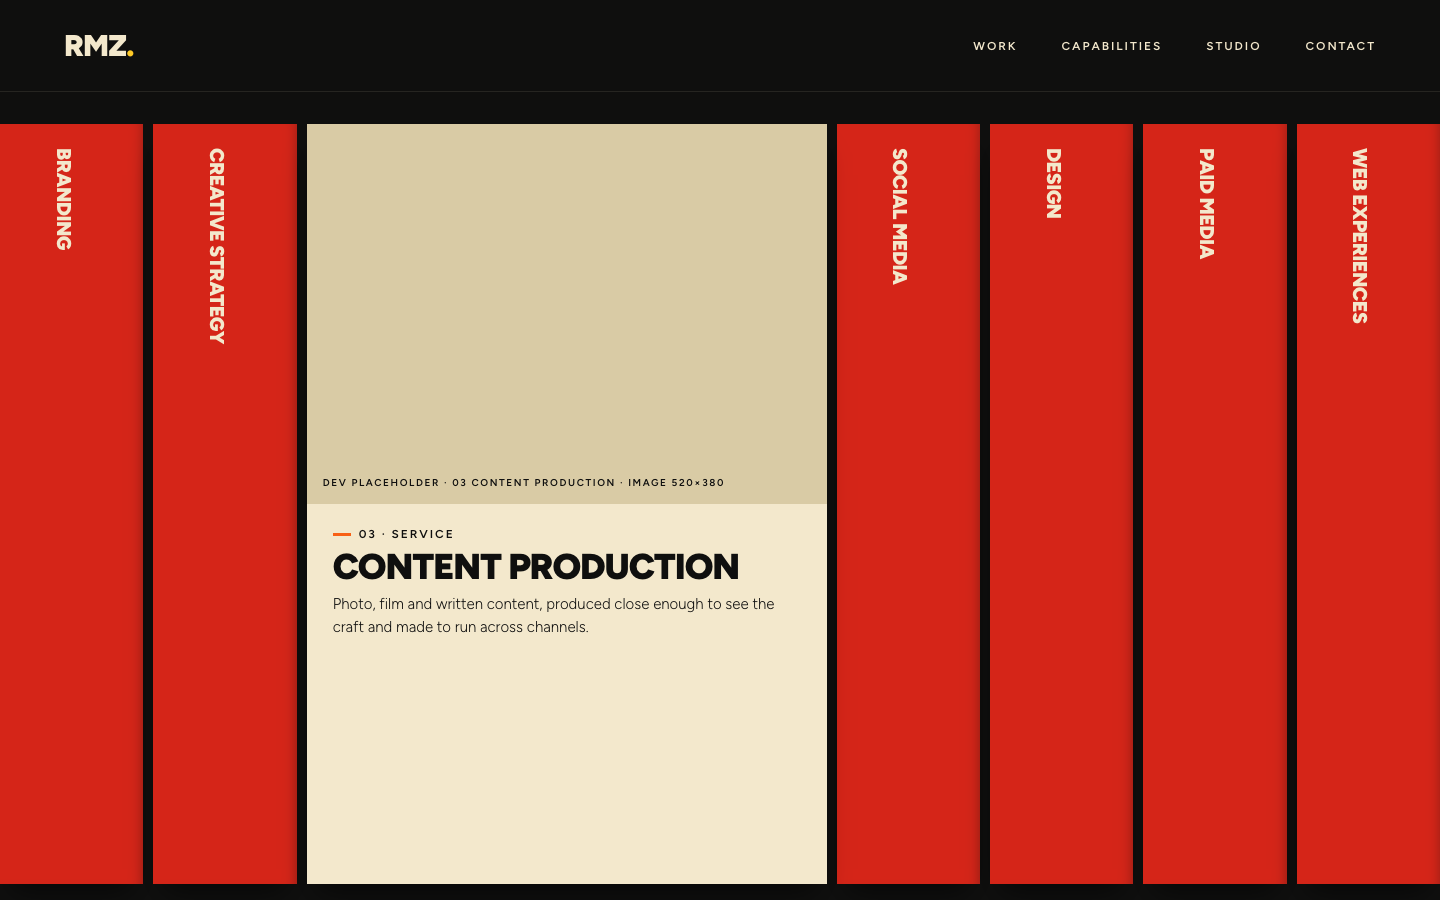 RMZ.
WORK
CAPABILITIES
STUDIO
CONTACT
BRANDING
CREATIVE STRATEGY
DEV PLACEHOLDER · 03 CONTENT PRODUCTION · IMAGE 520×380
03 · SERVICE
CONTENT PRODUCTION
Photo, film and written content, produced close enough to see the
craft and made to run across channels.
SOCIAL MEDIA
DESIGN
PAID MEDIA
WEB EXPERIENCES